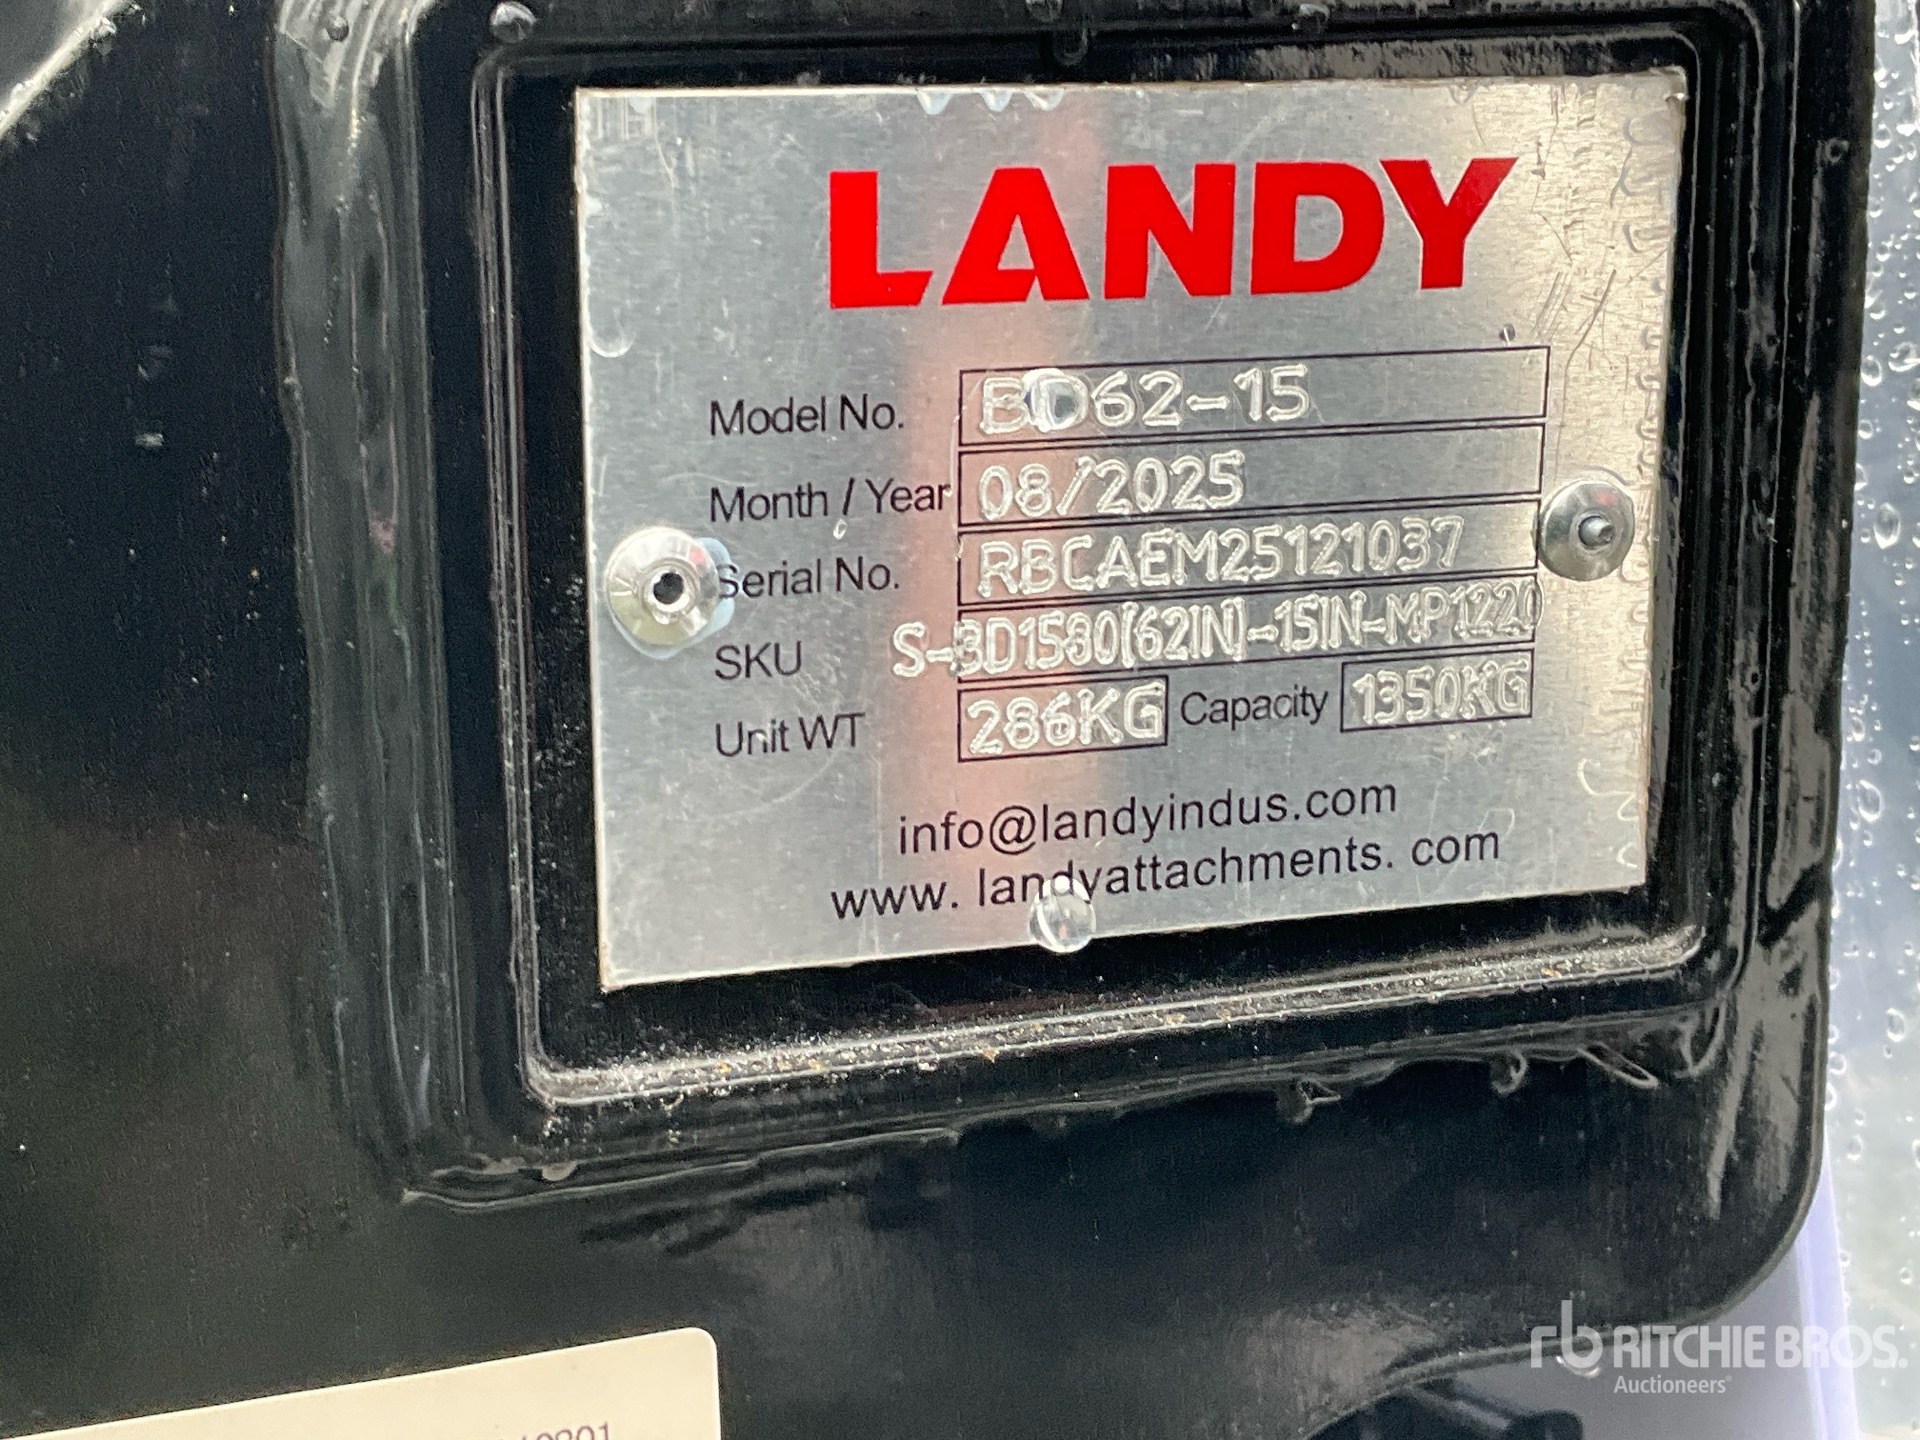 LANDY
Model No. BD62-15
Month / Year 08/2025
Serial No. RBCAEM25121037
SKU S-BD1580(62IN)-15IN-MP1220
Unit WT 286KG Capacity 1350KG
info@landyindus.com
www. landyattachments. com
rb RITCHIE BROS.
Auctioneers